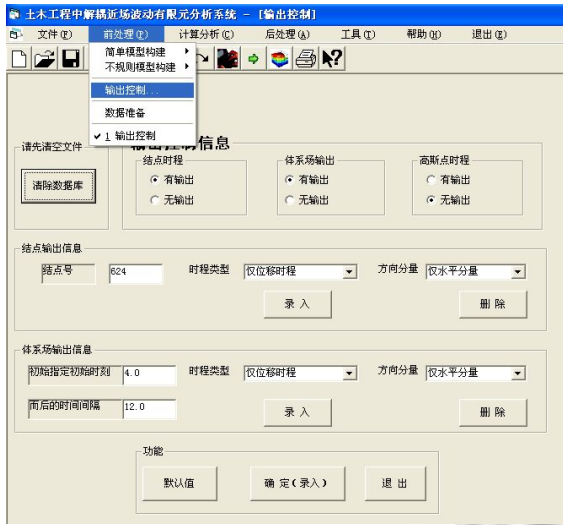 土木工程中解耦近场波动有限元分析系统 - [输出控制]
文件(F) 前处理(P) 计算分析(C) 后处理(A) 工具(T) 帮助(H) 退出(E)
简单模型构建
不规则模型构建
输出控制...
数据准备
✓ 1 输出控制
请先清空文件
清除数据库
输出控制信息
结点时程 体系场输出 高斯点时程
有输出 有输出 有输出
无输出 无输出 无输出
结点输出信息
结点号 624 时程类型 仅位移时程 方向分量 仅水平分量
录 入 删 除
体系场输出信息
初始指定初始时刻 4.0 时程类型 仅位移时程 方向分量 仅水平分量
而后的时间间隔 12.0 录 入 删 除
功能
默认值 确 定(录入) 退 出